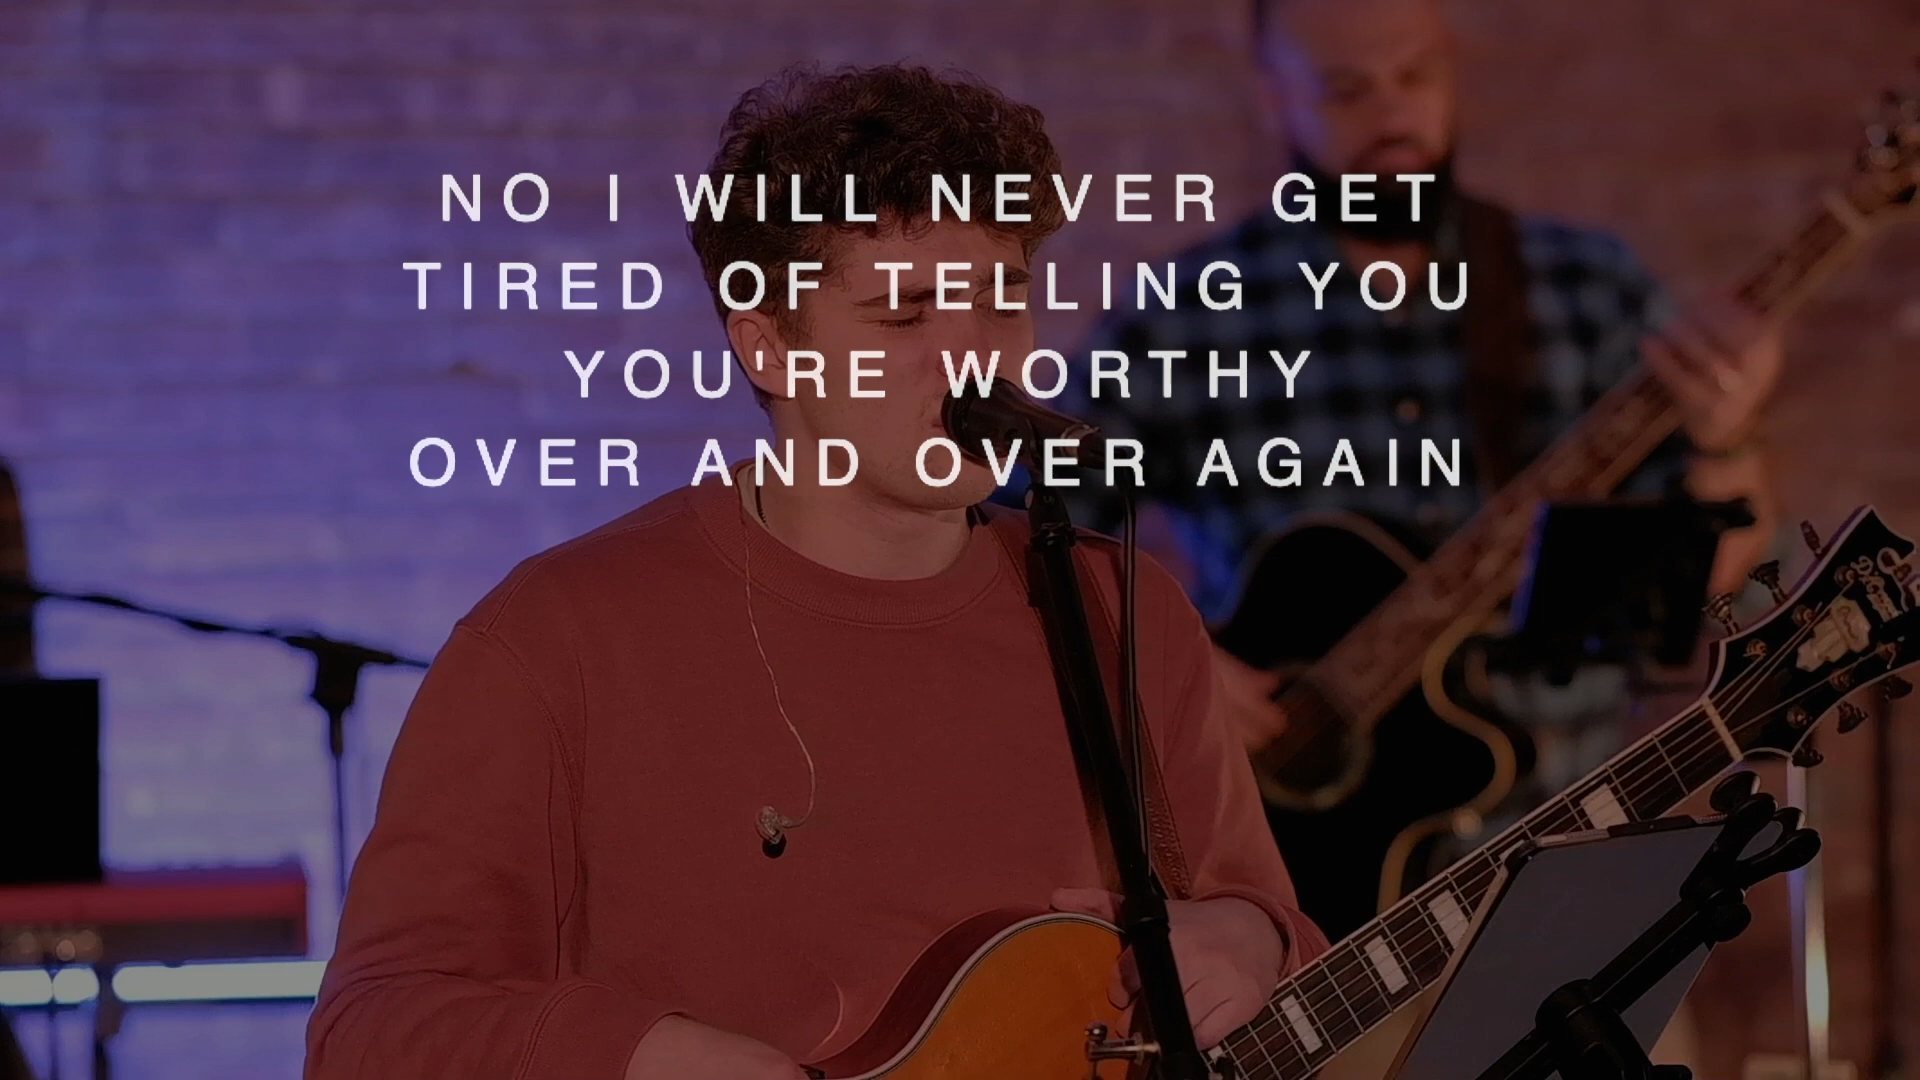 NO I WILL NEVER GET
TIRED OF TELLING YOU
YOU'RE WORTHY
OVER AND OVER AGAIN